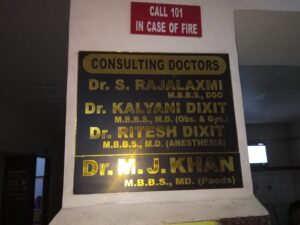 CALL 101
IN CASE OF FIRE
CONSULTING DOCTORS
Dr. S. RAJALAXMI
M.B.B.S., DGO
Dr. KALYANI DIXIT
M.B.B.S., M.D. (Obs. & Gyn.)
Dr. RITESH DIXIT
M.B.B.S., M.D. (ANESTHESIA)
Dr. M. J. KHAN
M.B.B.S., MD. (Paeds)